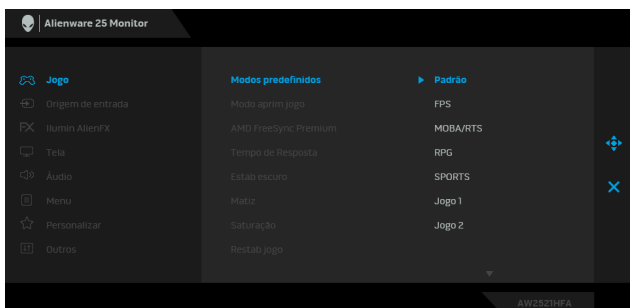 Alienware 25 Monitor
Jogo
Modos predefinidos
Padrão
Origem de entrada
Modo aprim jogo
FPS
FX
Ilumin AlienFX
AMD FreeSync Premium
MOBA/RTS
Tela
Tempo de Resposta
RPG
Áudio
Estab escuro
SPORTS
Menu
Matiz
Jogo 1
Personalizar
Saturação
Jogo 2
Outros
Restab jogo
AW2521HFA